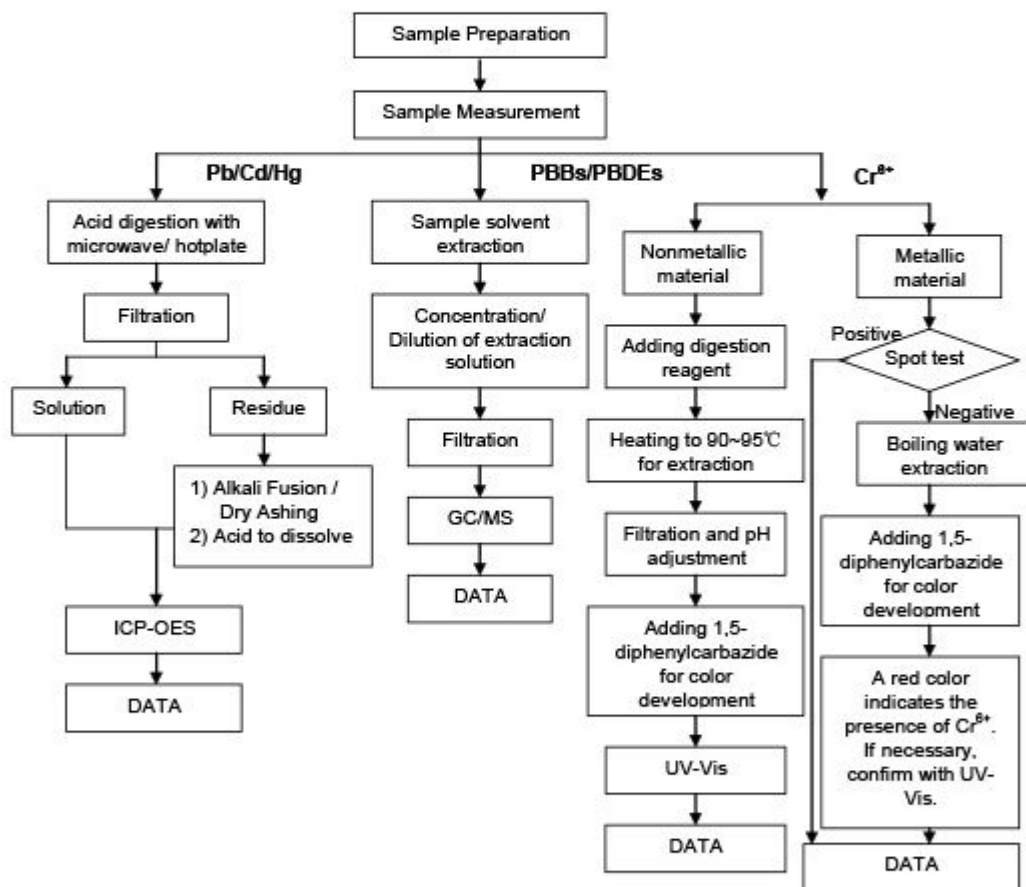 Sample Preparation
Sample Measurement
Pb/Cd/Hg
PBBs/PBDEs
Cr⁶⁺
Acid digestion with
microwave/ hotplate
Filtration
Solution
Residue
1) Alkali Fusion /
Dry Ashing
2) Acid to dissolve
ICP-OES
DATA
Sample solvent
extraction
Concentration/
Dilution of extraction
solution
Filtration
GC/MS
DATA
Nonmetallic
material
Adding digestion
reagent
Heating to 90~95℃
for extraction
Filtration and pH
adjustment
Adding 1,5-
diphenylcarbazide
for color
development
UV-Vis
DATA
Metallic
material
Positive
Spot test
Negative
Boiling water
extraction
Adding 1,5-
diphenylcarbazide
for color
development
A red color
indicates the
presence of Cr⁶⁺.
If necessary,
confirm with UV-
Vis.
DATA